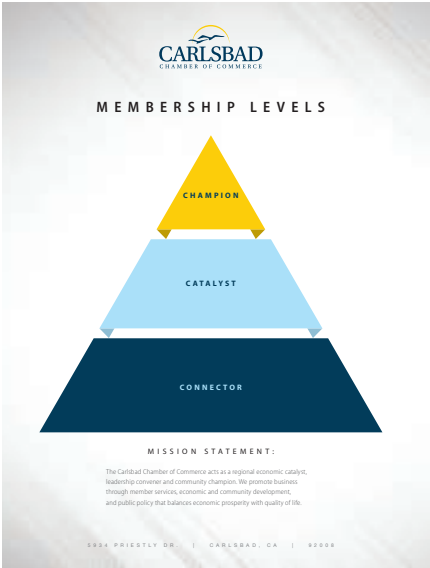 CARLSBAD
CHAMBER OF COMMERCE
MEMBERSHIP LEVELS
CHAMPION
CATALYST
CONNECTOR
MISSION STATEMENT:
The Carlsbad Chamber of Commerce acts as a regional economic catalyst,
leadership convener and community champion. We promote business
through member services, economic and community development,
and public policy that balances economic prosperity with quality of life.
PRIESTLY DR. | CARLSBAD, CA | 92008